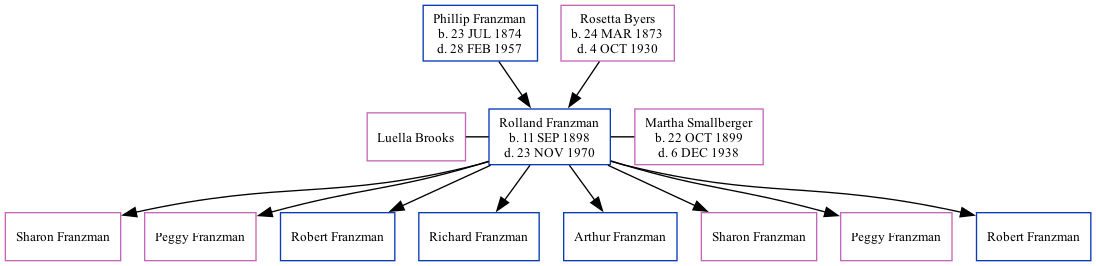 Phillip Franzman
b. 23 JUL 1874
d. 28 FEB 1957
Rosetta Byers
b. 24 MAR 1873
d. 4 OCT 1930
Luella Brooks
Rolland Franzman
b. 11 SEP 1898
d. 23 NOV 1970
Martha Smallberger
b. 22 OCT 1899
d. 6 DEC 1938
Sharon Franzman
Peggy Franzman
Robert Franzman
Richard Franzman
Arthur Franzman
Sharon Franzman
Peggy Franzman
Robert Franzman